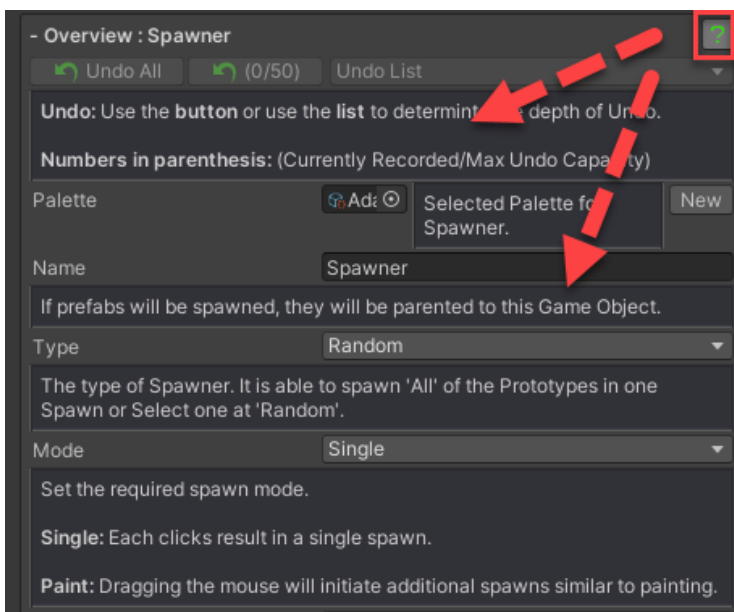 - Overview : Spawner
?
Undo All
(0/50)
Undo List
Undo: Use the button or use the list to depth of Undo.
Numbers in parenthesis: (Currently Recorded/Max Undo Capacity)
Palette
Ada
Selected Palette for
Spawner.
New
Name
Spawner
If prefabs will be spawned, they will be parented to this Game Object.
Type
Random
The type of Spawner. It is able to spawn 'All' of the Prototypes in one
Spawn or Select one at 'Random'.
Mode
Single
Set the required spawn mode.
Single: Each clicks result in a single spawn.
Paint: Dragging the mouse will initiate additional spawns similar to painting.